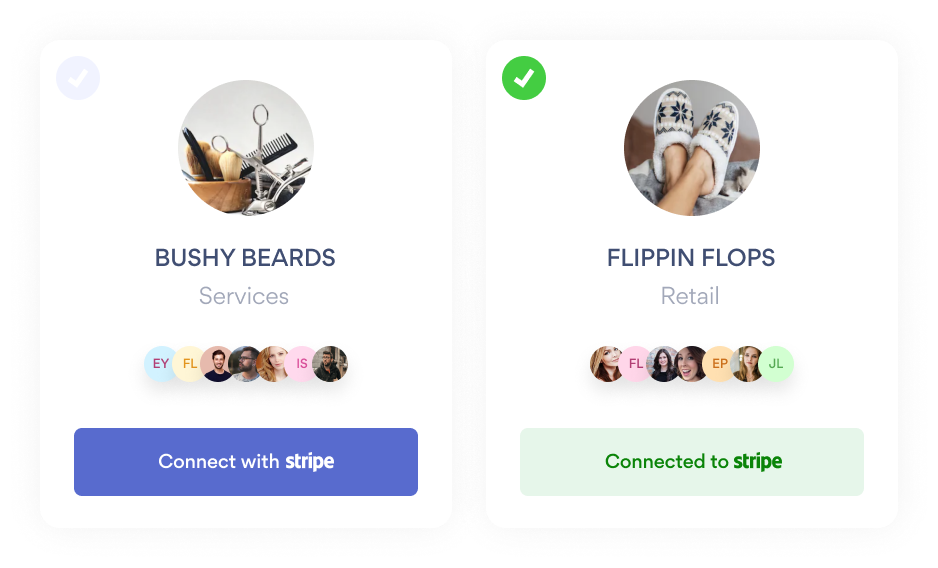 BUSHY BEARDS
Services
EY FL IS
Connect with stripe
FLIPPIN FLOPS
Retail
FL EP JL
Connected to stripe